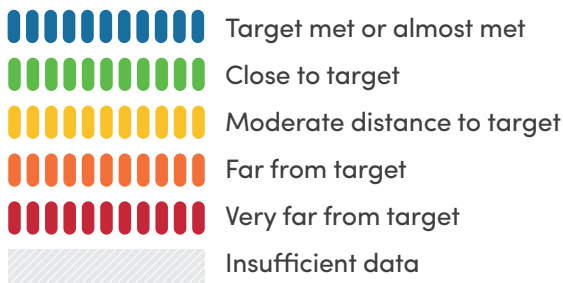 Target met or almost met
Close to target
Moderate distance to target
Far from target
Very far from target
Insufficient data